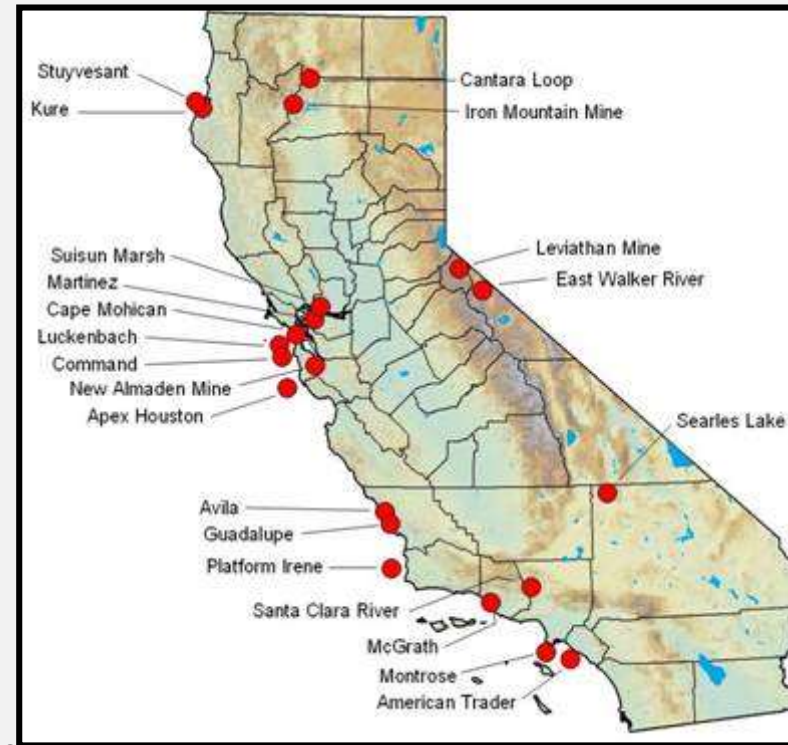 Stuyvesant
Kure
Cantara Loop
Iron Mountain Mine
Leviathan Mine
East Walker River
Suisun Marsh
Martinez
Cape Mohican
Luckenbach
Command
New Almaden Mine
Apex Houston
Searles Lake
Avila
Guadalupe
Platform Irene
Santa Clara River
McGrath
Montrose
American Trader